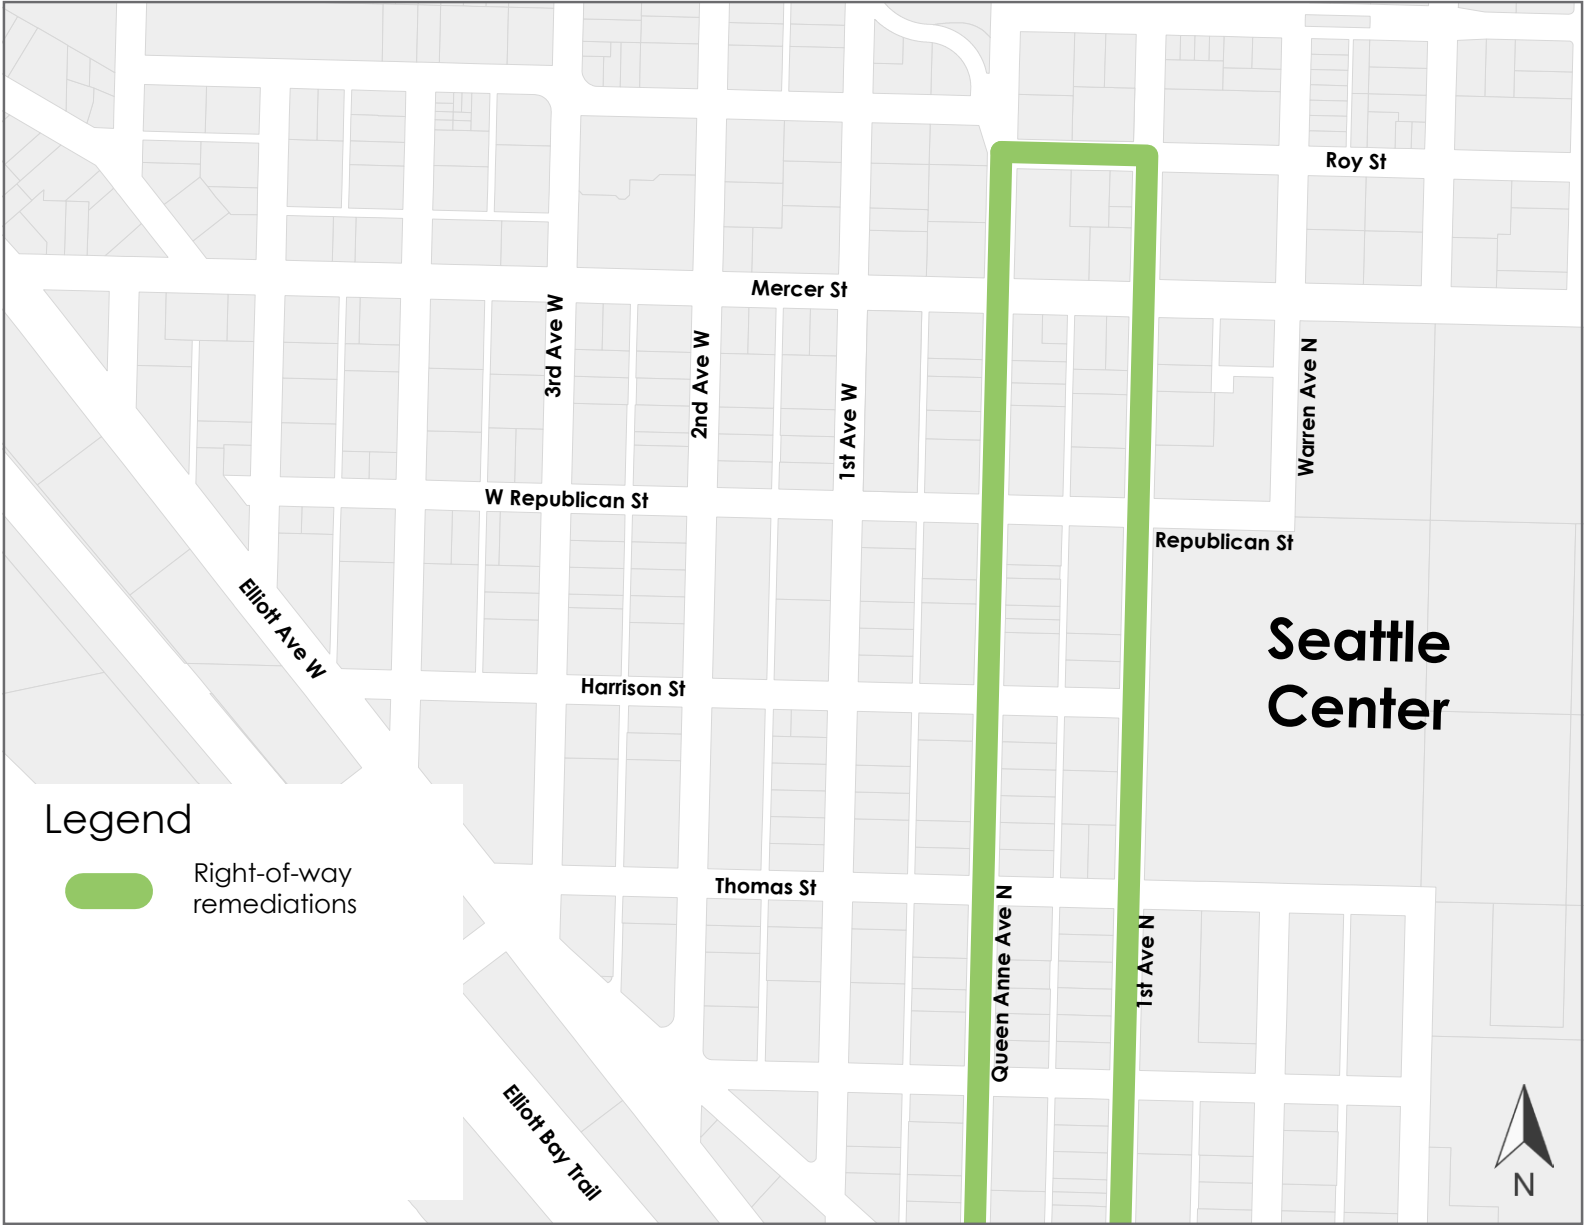 Roy St
Mercer St
3rd Ave W
2nd Ave W
1st Ave W
Warren Ave N
W Republican St
Republican St
Elliott Ave W
Seattle
Center
Harrison St
Legend
Right-of-way
remediations
Thomas St
Queen Anne Ave N
1st Ave N
Elliott Bay Trail
N